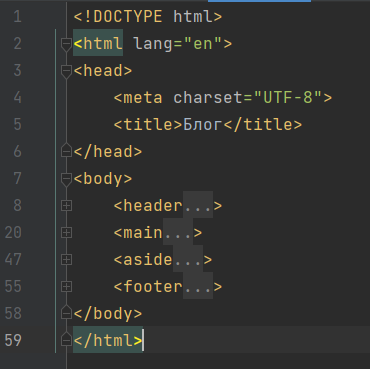 1 <!DOCTYPE html>
2 <html lang="en">
3 <head>
4 <meta charset="UTF-8">
5 <title>Блог</title>
6 </head>
7 <body>
8 <header...>
20 <main...>
47 <aside...>
55 <footer...>
58 </body>
59 </html>